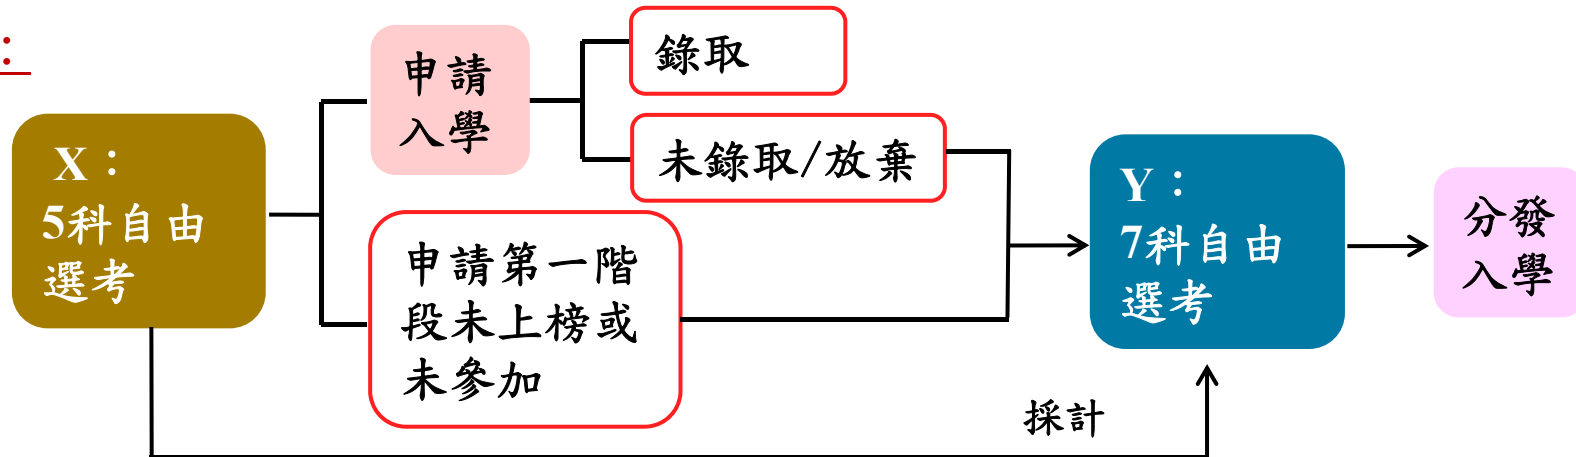 ：
X：
5科自由
選考
申請
入學
錄取
未錄取/放棄
申請第一階
段未上榜或
未參加
Y：
7科自由
選考
分發
入學
採計